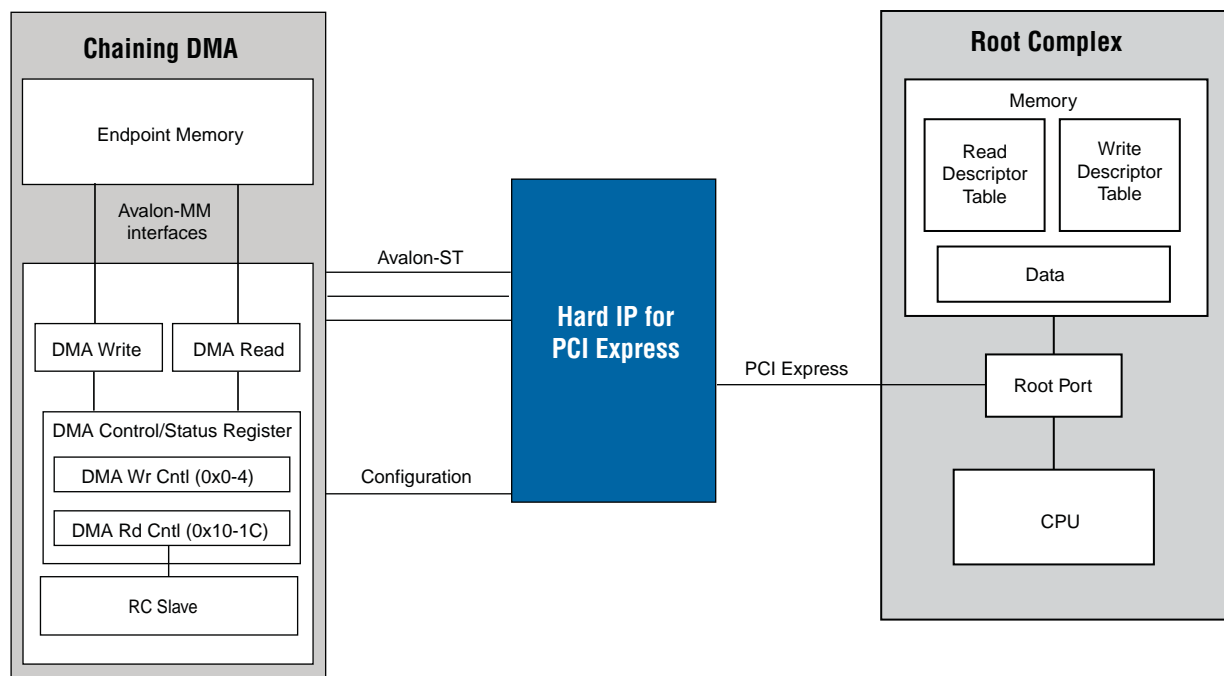 Chaining DMA
Endpoint Memory
Avalon-MM
interfaces
DMA Write
DMA Read
DMA Control/Status Register
DMA Wr Cntl (0x0-4)
DMA Rd Cntl (0x10-1C)
RC Slave
Avalon-ST
Configuration
Hard IP for
PCI Express
PCI Express
Root Complex
Memory
Read
Descriptor
Table
Write
Descriptor
Table
Data
Root Port
CPU